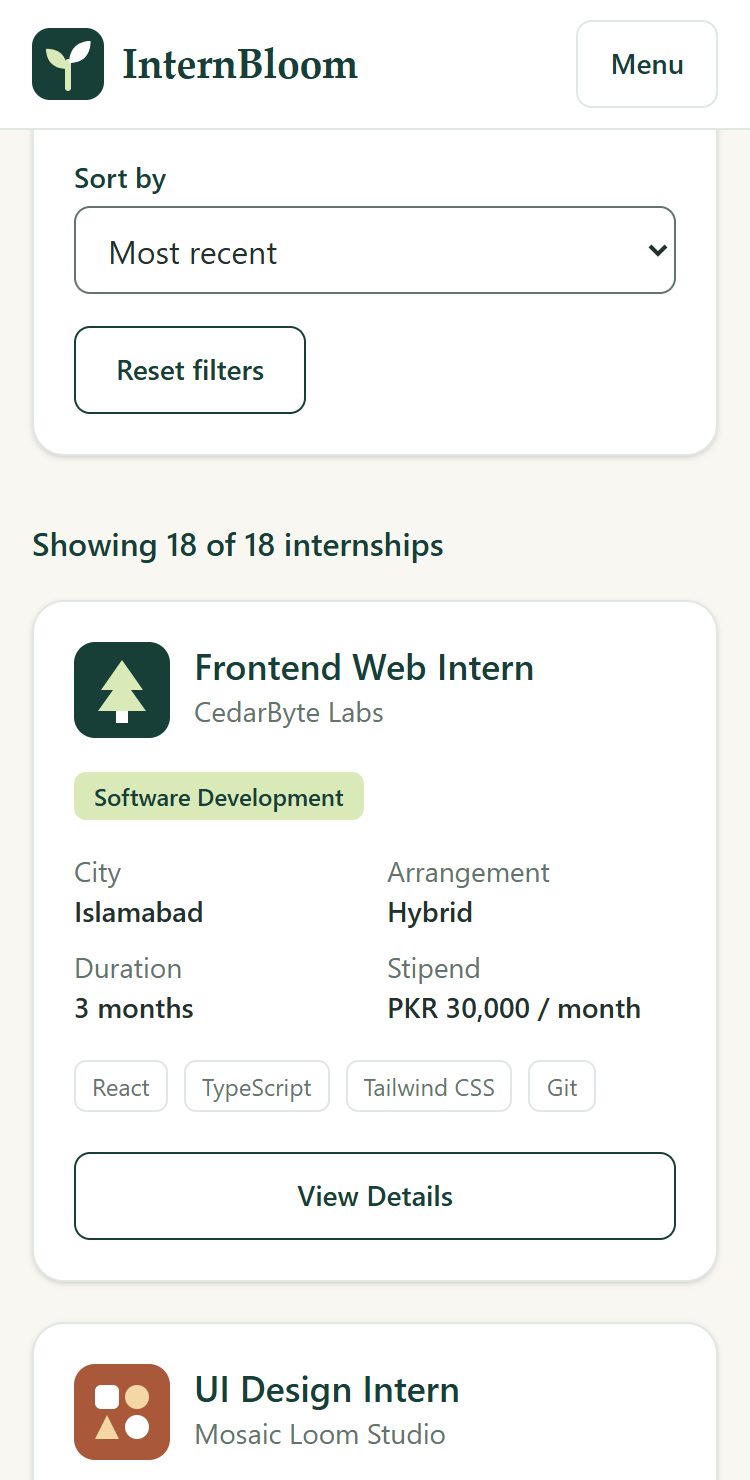 InternBloom
Menu
Sort by
Most recent
Reset filters
Showing 18 of 18 internships
Frontend Web Intern
CedarByte Labs
Software Development
City
Arrangement
Islamabad
Hybrid
Duration
Stipend
3 months
PKR 30,000 / month
React
TypeScript
Tailwind CSS
Git
View Details
UI Design Intern
Mosaic Loom Studio